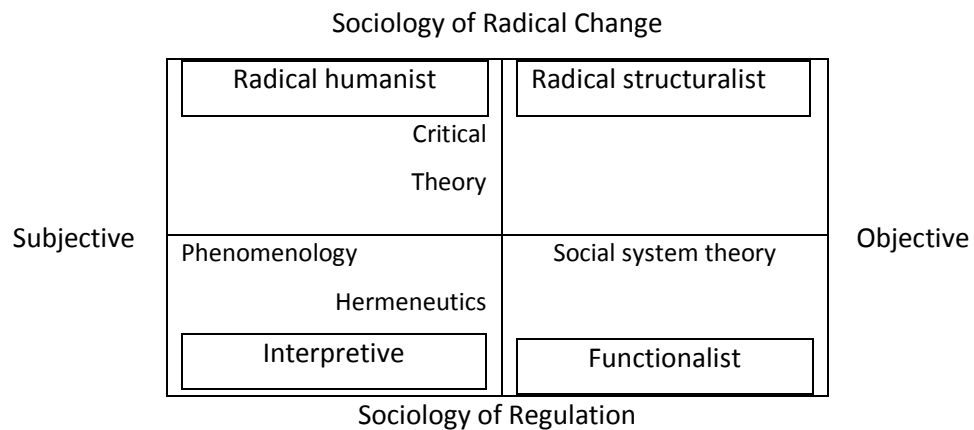 Sociology of Radical Change
Radical humanist
Radical structuralist
Critical
Theory
Subjective
Objective
Phenomenology
Social system theory
Hermeneutics
Interpretive
Functionalist
Sociology of Regulation